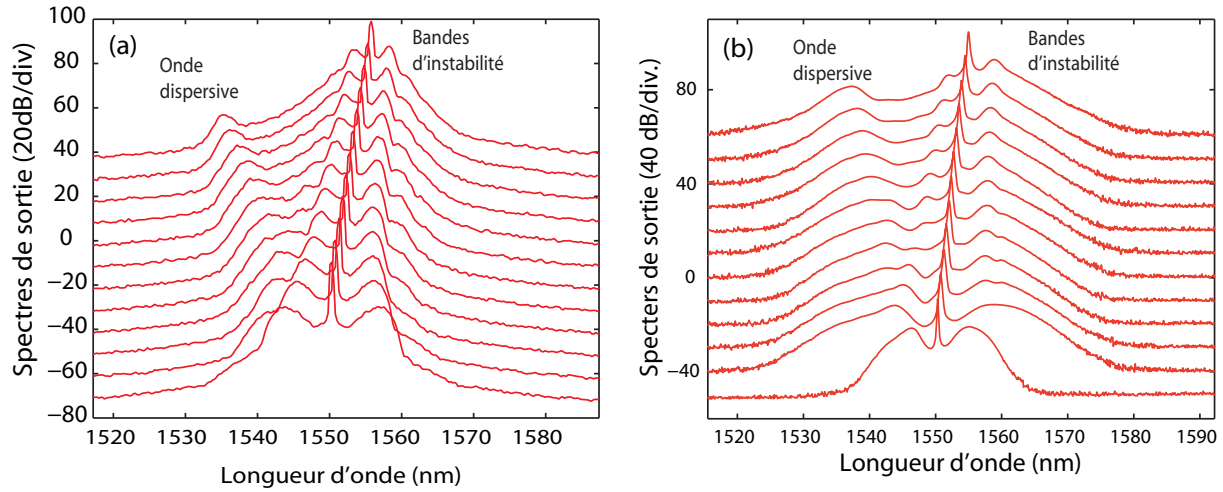 (a)
Onde
dispersive
Bandes
d'instabilité
Spectres de sortie (20dB/div)
100
80
60
40
20
0
−20
−40
−60
−80
1520 1530 1540 1550 1560 1570 1580
Longueur d'onde (nm)
(b)
Onde
dispersive
Bandes
d'instabilité
Specters de sortie (40 dB/div.)
80
40
0
−40
1520 1530 1540 1550 1560 1570 1580 1590
Longueur d'onde (nm)